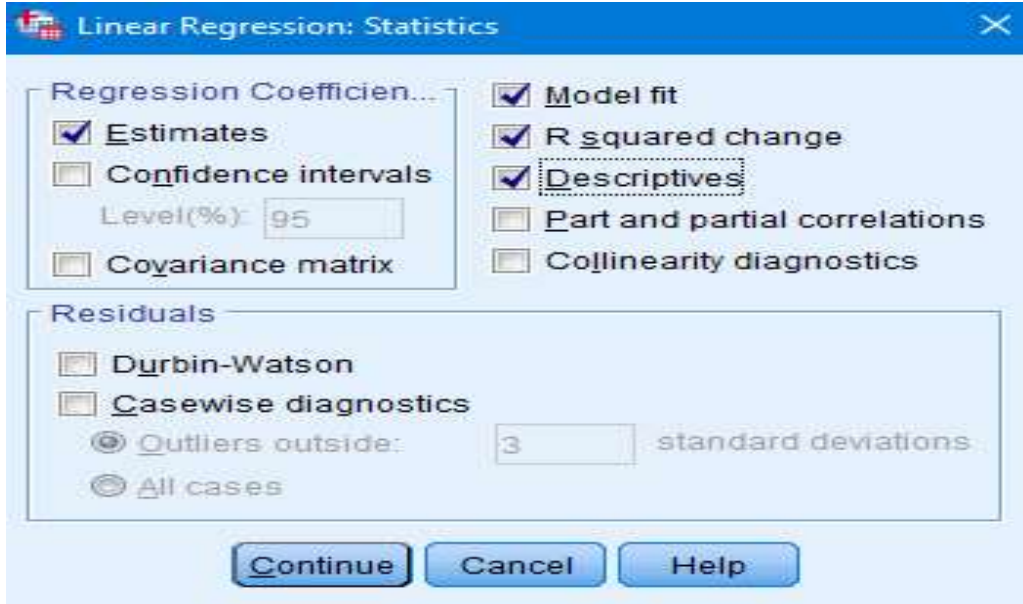 Linear Regression: Statistics
Regression Coefficien...
Estimates
Confidence intervals
Level(%): 95
Covariance matrix
Model fit
R squared change
Descriptives
Part and partial correlations
Collinearity diagnostics
Residuals
Durbin-Watson
Casewise diagnostics
Outliers outside: 3 standard deviations
All cases
Continue Cancel Help